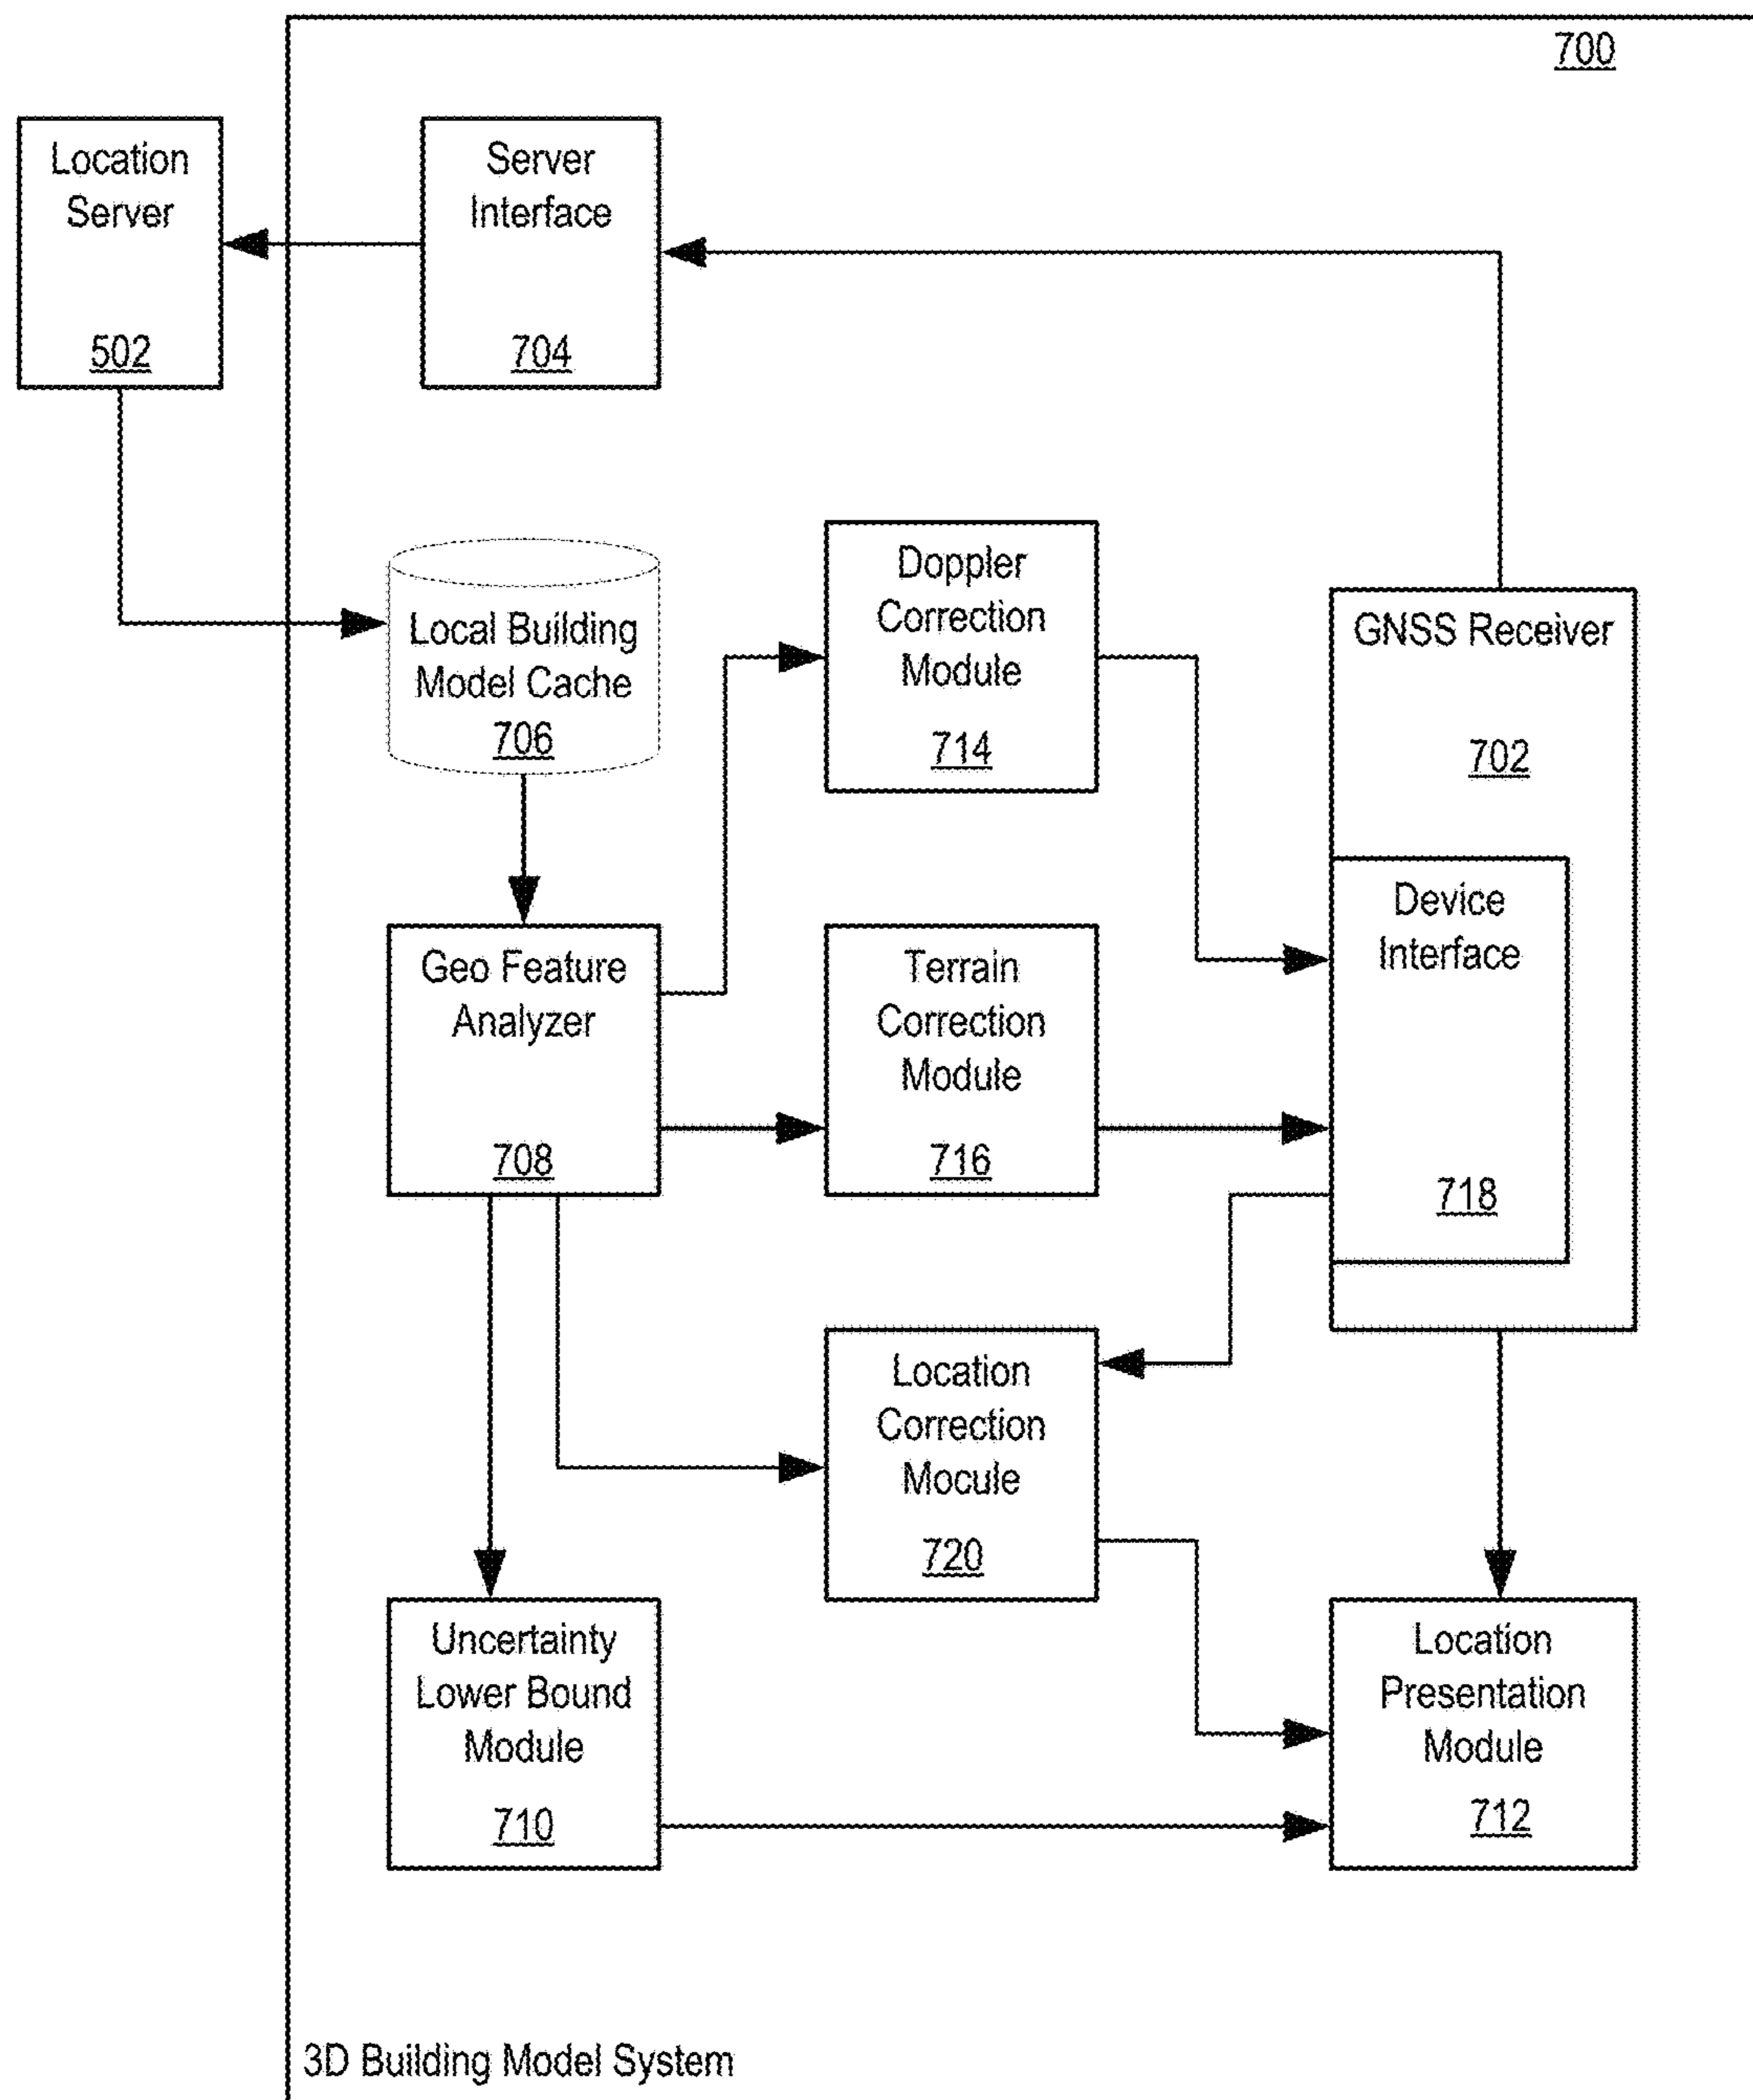 700
Location
Server
502
Server
Interface
704
Local Building
Model Cache
706
Doppler
Correction
Module
714
GNSS Receiver
702
Device
Interface
718
Geo Feature
Analyzer
708
Terrain
Correction
Module
716
Location
Correction
Mocule
720
Uncertainty
Lower Bound
Module
710
Location
Presentation
Module
712
3D Building Model System